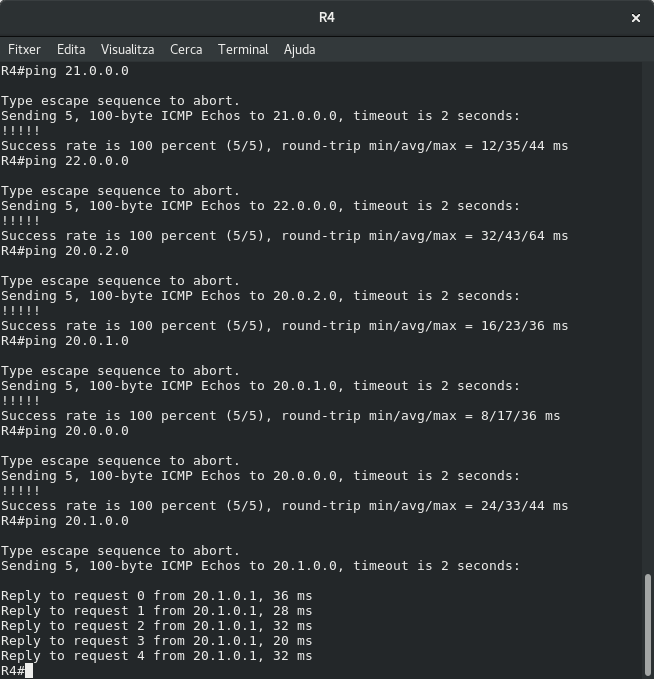 R4
Fitxer Edita Visualitza Cerca Terminal Ajuda
R4#ping 21.0.0.0
Type escape sequence to abort.
Sending 5, 100-byte ICMP Echos to 21.0.0.0, timeout is 2 seconds:
!!!!!
Success rate is 100 percent (5/5), round-trip min/avg/max = 12/35/44 ms
R4#ping 22.0.0.0
Type escape sequence to abort.
Sending 5, 100-byte ICMP Echos to 22.0.0.0, timeout is 2 seconds:
!!!!!
Success rate is 100 percent (5/5), round-trip min/avg/max = 32/43/64 ms
R4#ping 20.0.2.0
Type escape sequence to abort.
Sending 5, 100-byte ICMP Echos to 20.0.2.0, timeout is 2 seconds:
!!!!!
Success rate is 100 percent (5/5), round-trip min/avg/max = 16/23/36 ms
R4#ping 20.0.1.0
Type escape sequence to abort.
Sending 5, 100-byte ICMP Echos to 20.0.1.0, timeout is 2 seconds:
!!!!!
Success rate is 100 percent (5/5), round-trip min/avg/max = 8/17/36 ms
R4#ping 20.0.0.0
Type escape sequence to abort.
Sending 5, 100-byte ICMP Echos to 20.0.0.0, timeout is 2 seconds:
!!!!!
Success rate is 100 percent (5/5), round-trip min/avg/max = 24/33/44 ms
R4#ping 20.1.0.0
Type escape sequence to abort.
Sending 5, 100-byte ICMP Echos to 20.1.0.0, timeout is 2 seconds:
Reply to request 0 from 20.1.0.1, 36 ms
Reply to request 1 from 20.1.0.1, 28 ms
Reply to request 2 from 20.1.0.1, 32 ms
Reply to request 3 from 20.1.0.1, 20 ms
Reply to request 4 from 20.1.0.1, 32 ms
R4#